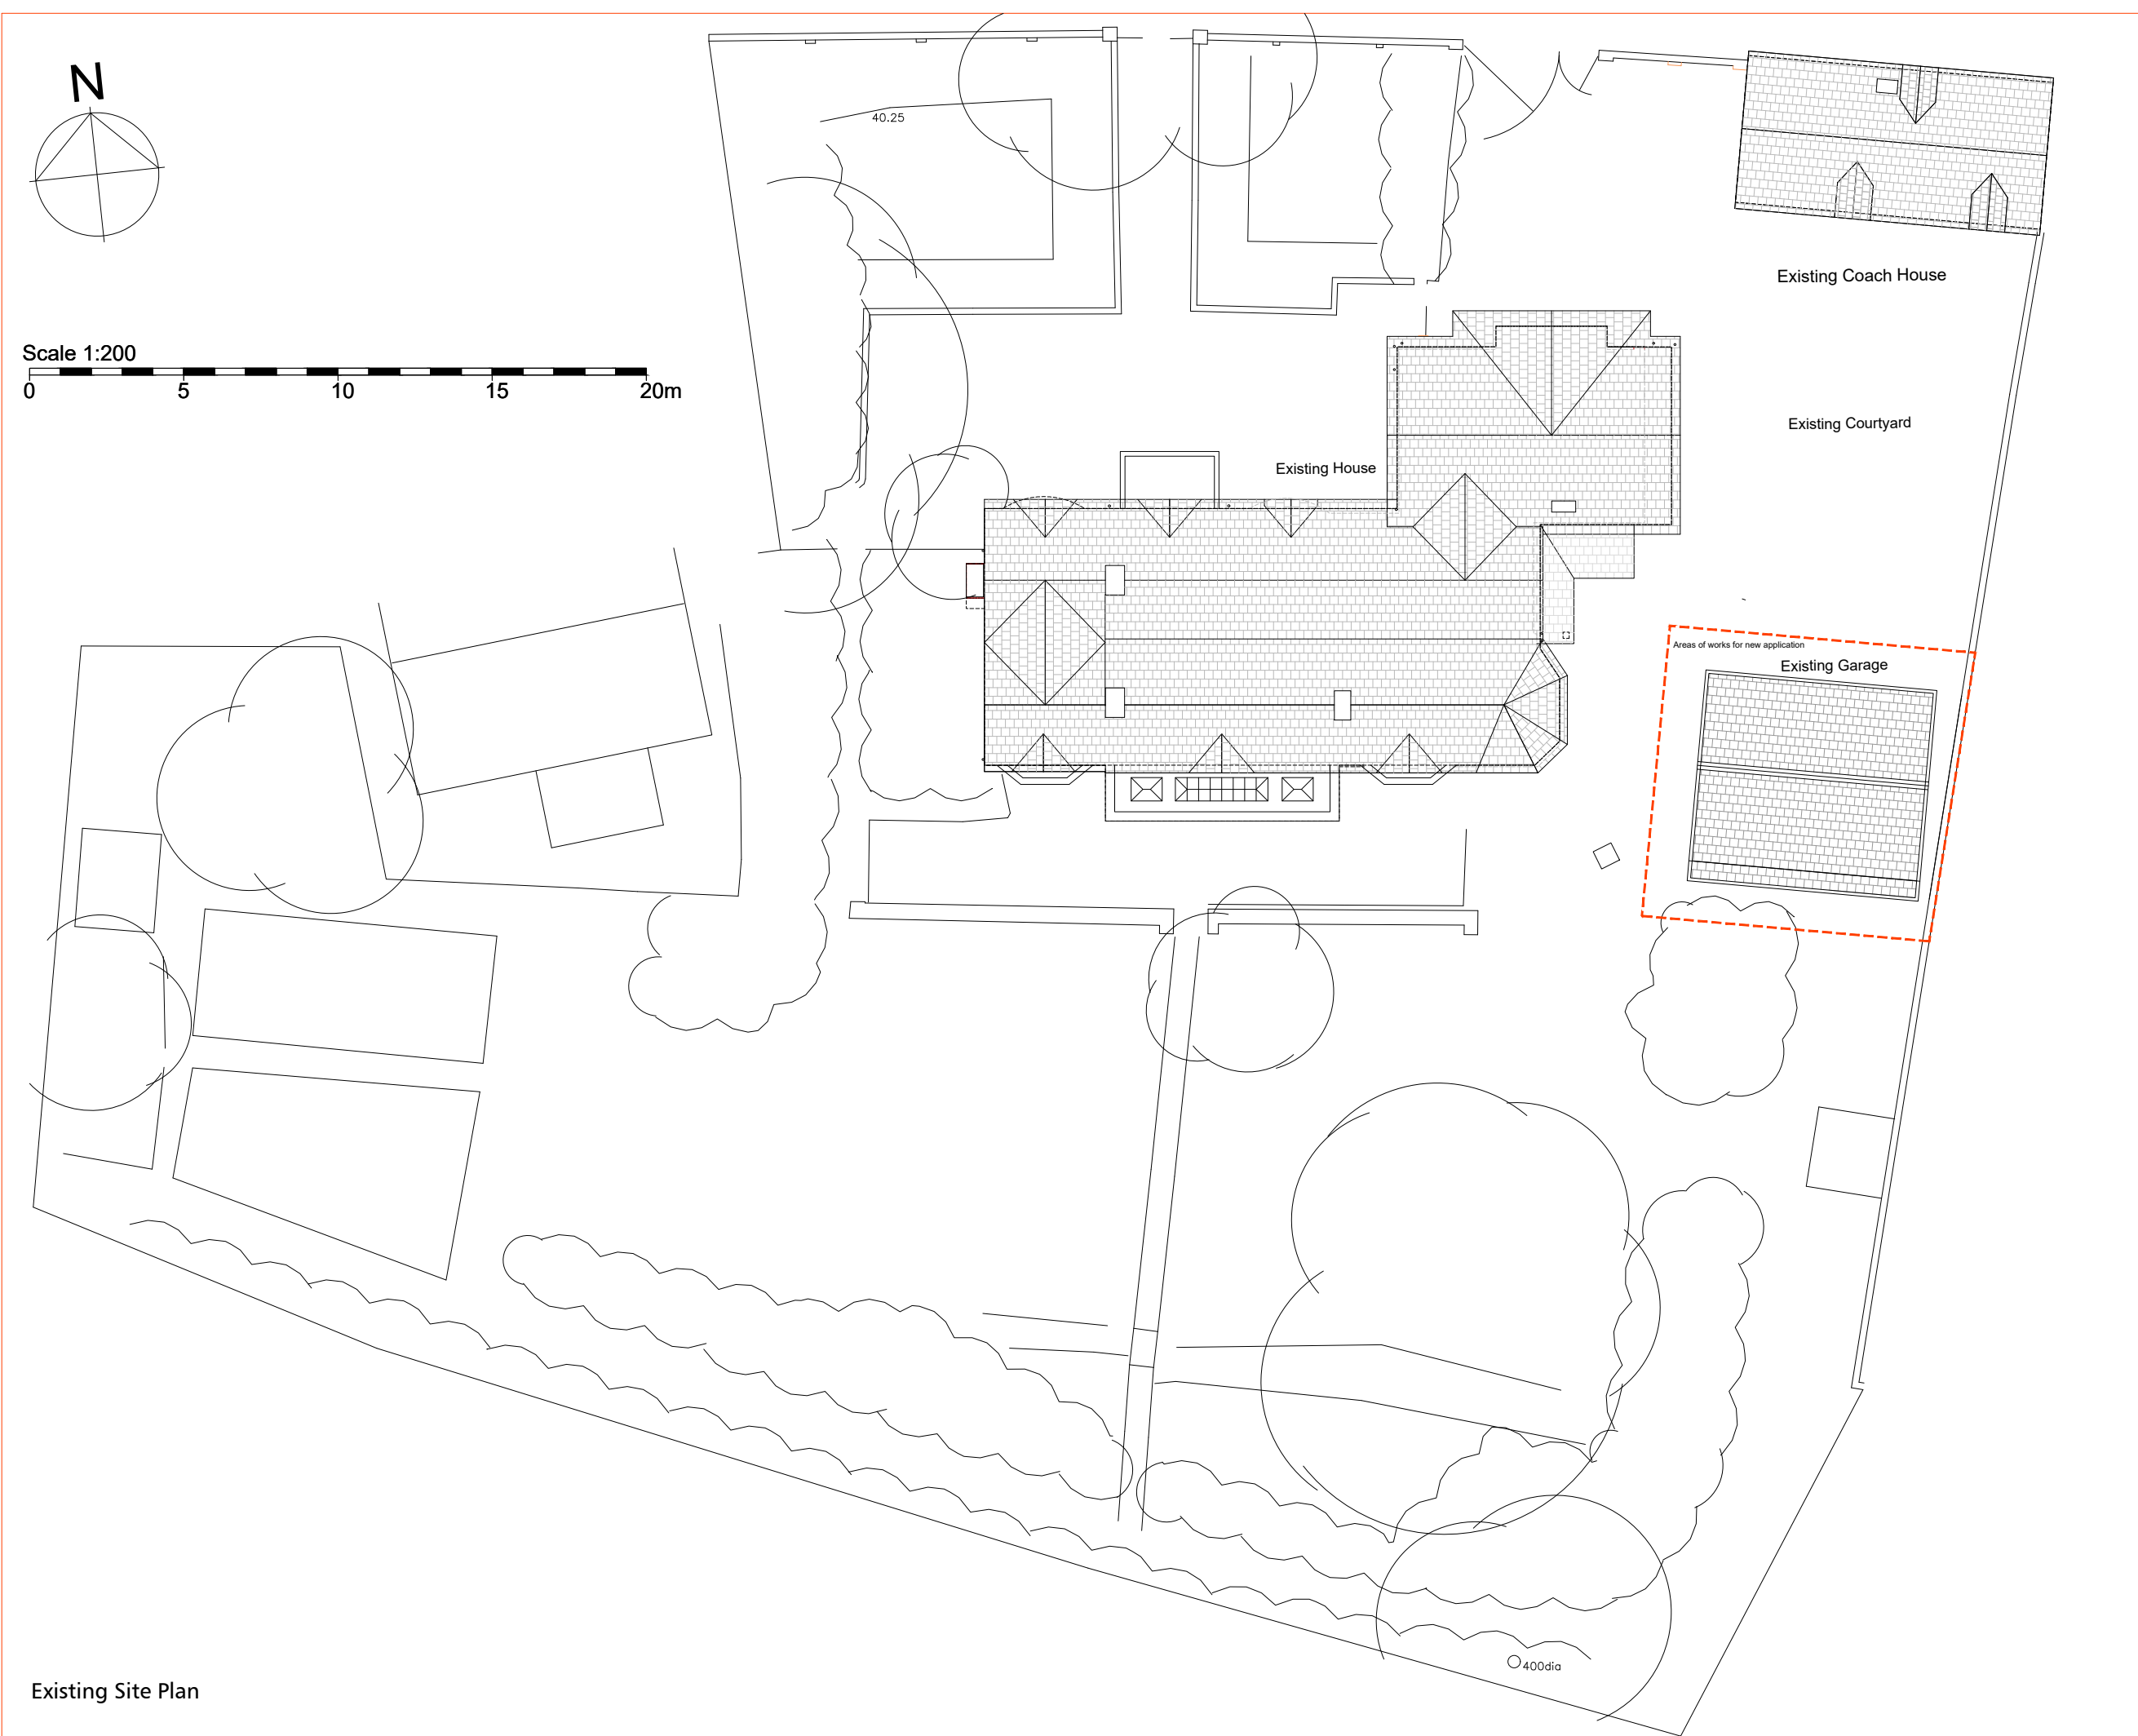 N
40.25
Existing Coach House
Scale 1:200
0 5 10 15 20m
Existing Courtyard
Existing House
Areas of works for new application
Existing Garage
400dia
Existing Site Plan